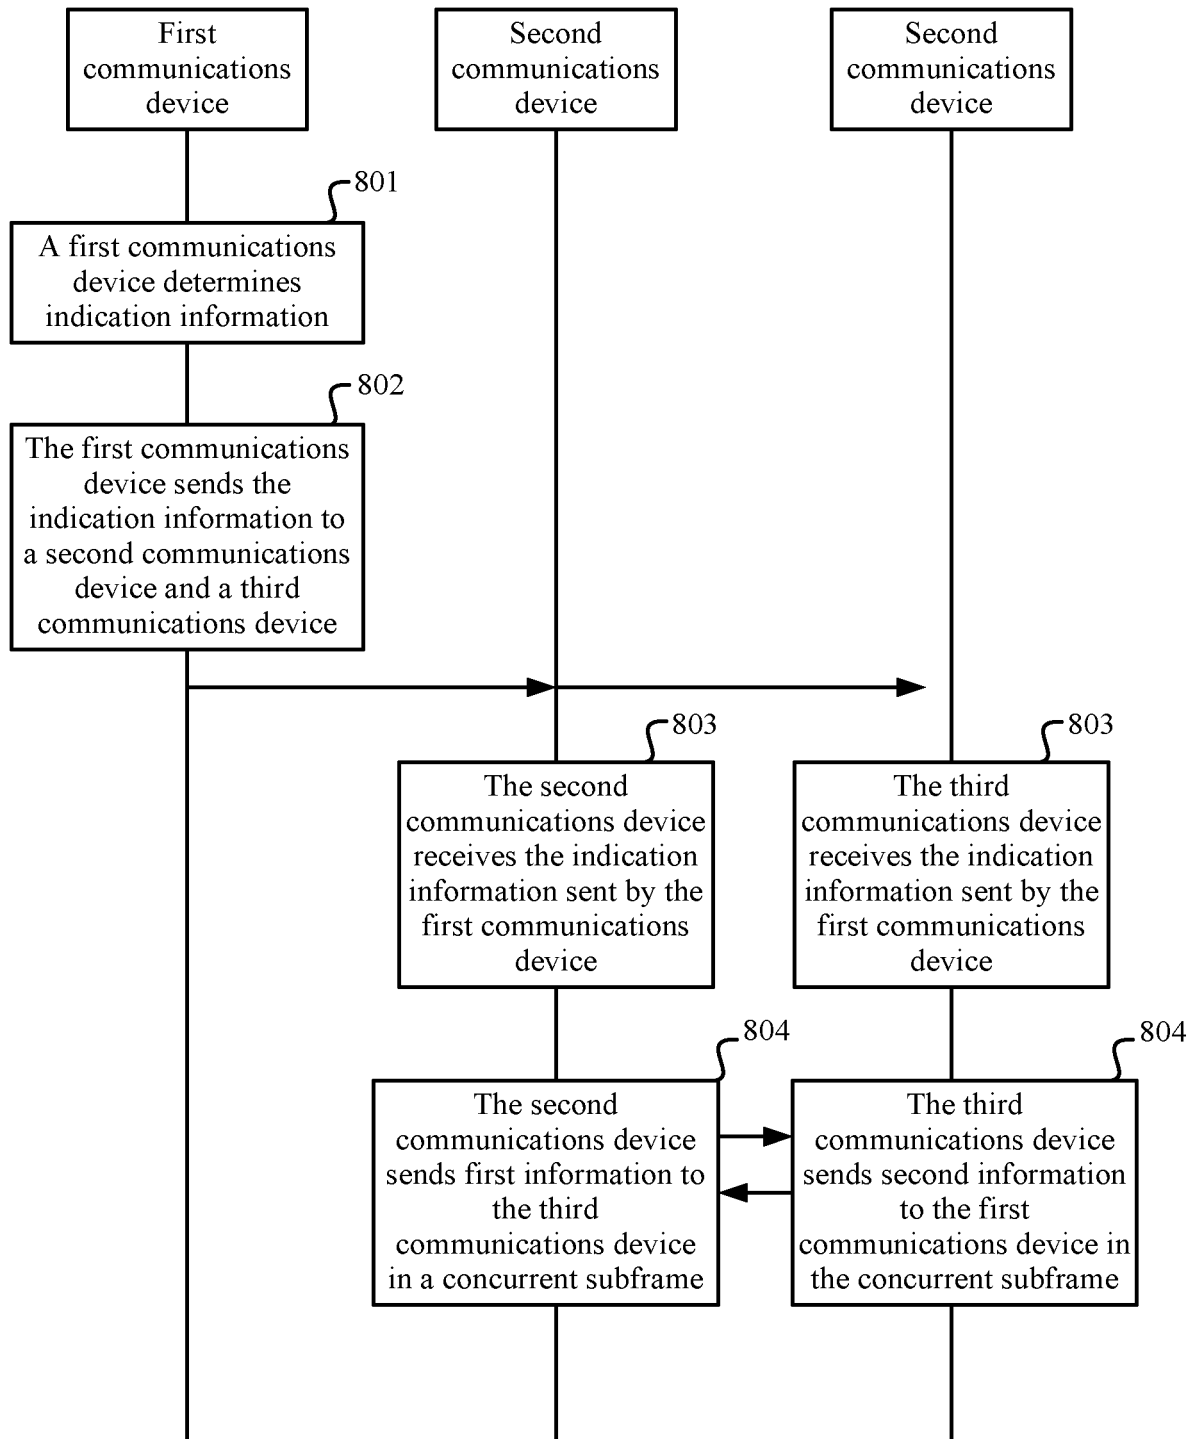 First
communications
device
Second
communications
device
Second
communications
device
801
A first communications
device determines
indication information
802
The first communications
device sends the
indication information to
a second communications
device and a third
communications device
803
The second
communications device
receives the indication
information sent by the
first communications
device
803
The third
communications device
receives the indication
information sent by the
first communications
device
804
The second
communications device
sends first information to
the third
communications device
in a concurrent subframe
804
The third
communications device
sends second information
to the first
communications device in
the concurrent subframe